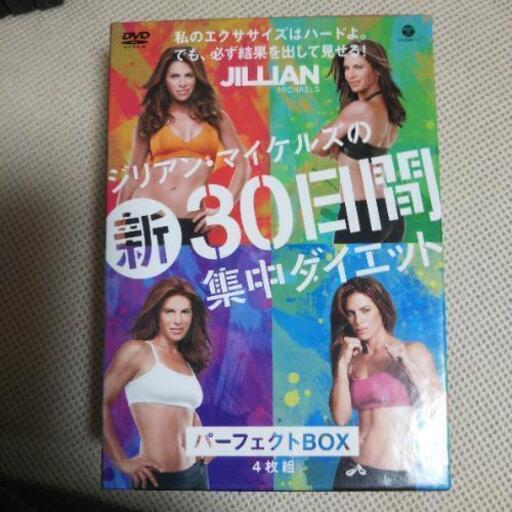 DVD
VIDEO
私のエクササイズはハードよ。
でも、必ず結果を出して見せる!
JILLIAN
MICHAELS
ジリアン・マイケルズの
新30日間
集中ダイエット
パーフェクトBOX
4枚組